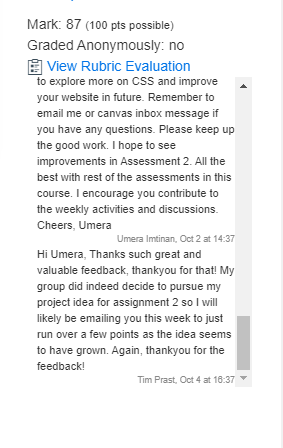 Mark: 87 (100 pts possible)
Graded Anonymously: no
View Rubric Evaluation
to explore more on CSS and improve
your website in future. Remember to
email me or canvas inbox message if
you have any questions. Please keep up
the good work. I hope to see
improvements in Assessment 2. All the
best with rest of the assessments in this
course. I encourage you contribute to
the weekly activities and discussions.
Cheers, Umera
Umera Imtinan, Oct 2 at 14:37
Hi Umera, Thanks such great and
valuable feedback, thankyou for that! My
group did indeed decide to pursue my
project idea for assignment 2 so I will
likely be emailing you this week to just
run over a few points as the idea seems
to have grown. Again, thankyou for the
feedback!
Tim Prast, Oct 4 at 16:37